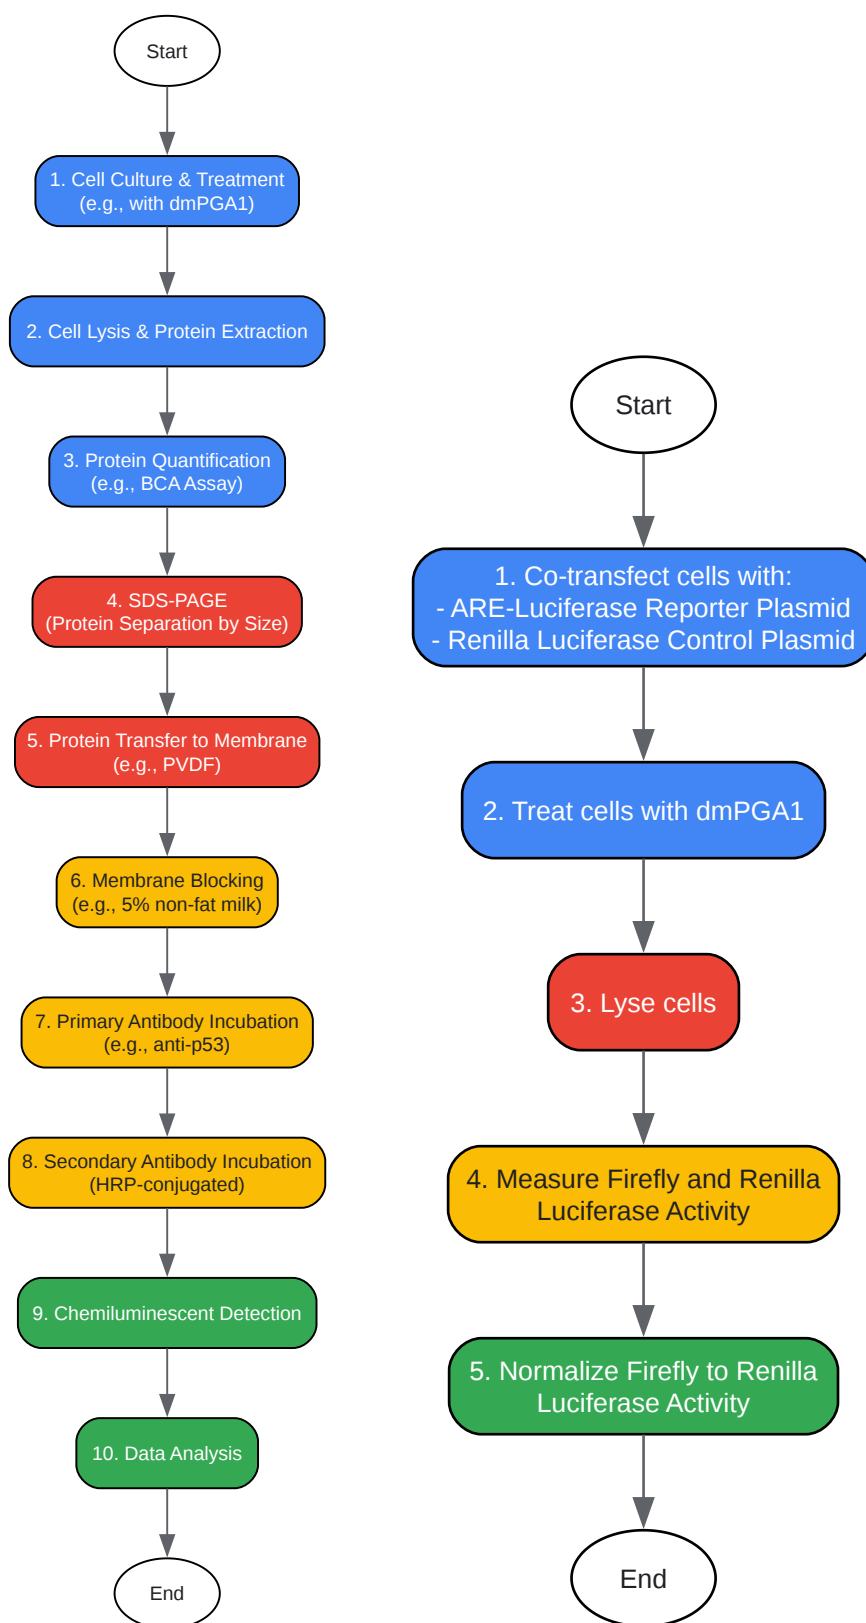 Start
1. Cell Culture & Treatment
(e.g., with dmPGA1)
2. Cell Lysis & Protein Extraction
3. Protein Quantification
(e.g., BCA Assay)
4. SDS-PAGE
(Protein Separation by Size)
5. Protein Transfer to Membrane
(e.g., PVDF)
6. Membrane Blocking
(e.g., 5% non-fat milk)
7. Primary Antibody Incubation
(e.g., anti-p53)
8. Secondary Antibody Incubation
(HRP-conjugated)
9. Chemiluminescent Detection
10. Data Analysis
End
Start
1. Co-transfect cells with:
- ARE-Luciferase Reporter Plasmid
- Renilla Luciferase Control Plasmid
2. Treat cells with dmPGA1
3. Lyse cells
4. Measure Firefly and Renilla
Luciferase Activity
5. Normalize Firefly to Renilla
Luciferase Activity
End